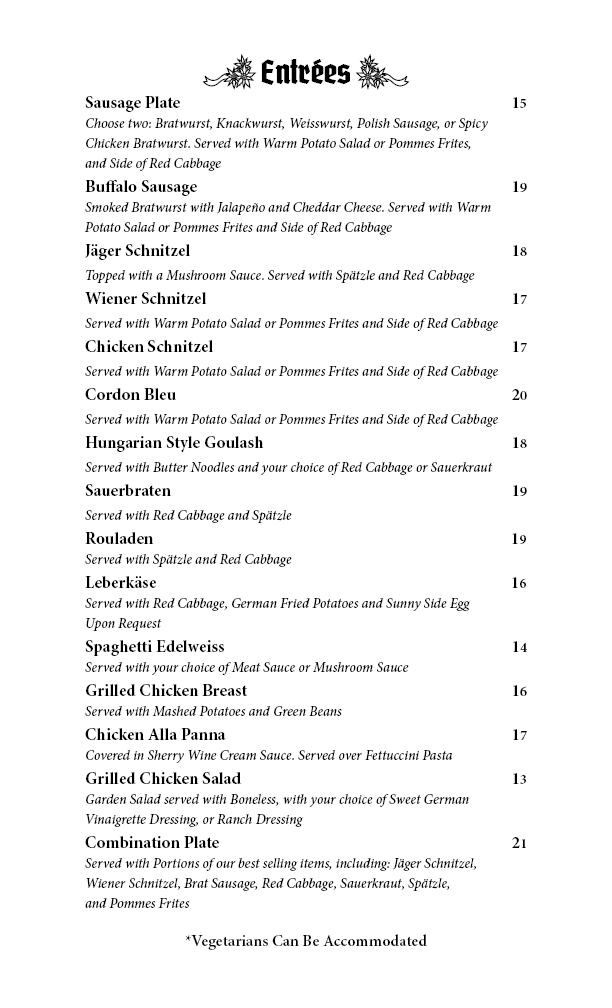 Entrées
Sausage Plate 15
Choose two: Bratwurst, Knackwurst, Weisswurst, Polish Sausage, or Spicy
Chicken Bratwurst. Served with Warm Potato Salad or Pommes Frites,
and Side of Red Cabbage
Buffalo Sausage 19
Smoked Bratwurst with Jalapeño and Cheddar Cheese. Served with Warm
Potato Salad or Pommes Frites and Side of Red Cabbage
Jäger Schnitzel 18
Topped with a Mushroom Sauce. Served with Spätzle and Red Cabbage
Wiener Schnitzel 17
Served with Warm Potato Salad or Pommes Frites and Side of Red Cabbage
Chicken Schnitzel 17
Served with Warm Potato Salad or Pommes Frites and Side of Red Cabbage
Cordon Bleu 20
Served with Warm Potato Salad or Pommes Frites and Side of Red Cabbage
Hungarian Style Goulash 18
Served with Butter Noodles and your choice of Red Cabbage or Sauerkraut
Sauerbraten 19
Served with Red Cabbage and Spätzle
Rouladen 19
Served with Spätzle and Red Cabbage
Leberkäse 16
Served with Red Cabbage, German Fried Potatoes and Sunny Side Egg
Upon Request
Spaghetti Edelweiss 14
Served with your choice of Meat Sauce or Mushroom Sauce
Grilled Chicken Breast 16
Served with Mashed Potatoes and Green Beans
Chicken Alla Panna 17
Covered in Sherry Wine Cream Sauce. Served over Fettuccini Pasta
Grilled Chicken Salad 13
Garden Salad served with Boneless, with your choice of Sweet German
Vinaigrette Dressing, or Ranch Dressing
Combination Plate 21
Served with Portions of our best selling items, including: Jäger Schnitzel,
Wiener Schnitzel, Brat Sausage, Red Cabbage, Sauerkraut, Spätzle,
and Pommes Frites
*Vegetarians Can Be Accommodated